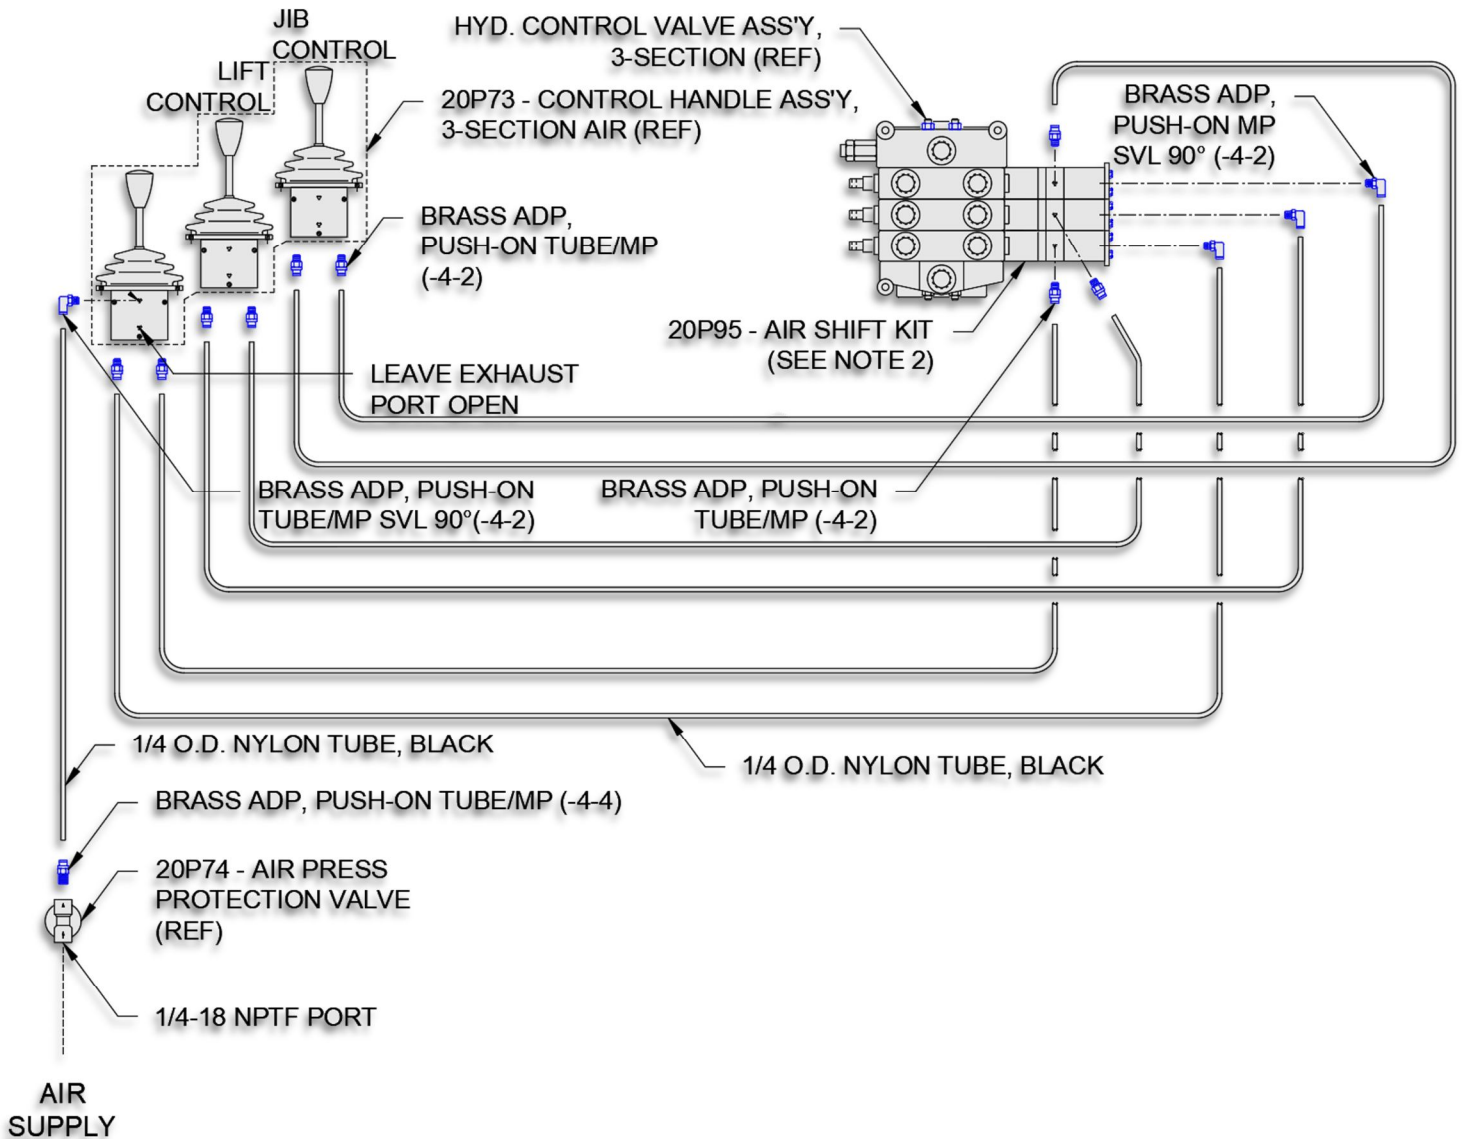 JIB
CONTROL
LIFT
CONTROL
HYD. CONTROL VALVE ASS'Y,
3-SECTION (REF)
20P73 - CONTROL HANDLE ASS'Y,
3-SECTION AIR (REF)
BRASS ADP,
PUSH-ON MP
SVL 90° (-4-2)
BRASS ADP,
PUSH-ON TUBE/MP
(-4-2)
20P95 - AIR SHIFT KIT
(SEE NOTE 2)
LEAVE EXHAUST
PORT OPEN
BRASS ADP, PUSH-ON
TUBE/MP SVL 90°(-4-2)
BRASS ADP, PUSH-ON
TUBE/MP (-4-2)
1/4 O.D. NYLON TUBE, BLACK
1/4 O.D. NYLON TUBE, BLACK
BRASS ADP, PUSH-ON TUBE/MP (-4-4)
20P74 - AIR PRESS
PROTECTION VALVE
(REF)
1/4-18 NPTF PORT
AIR
SUPPLY